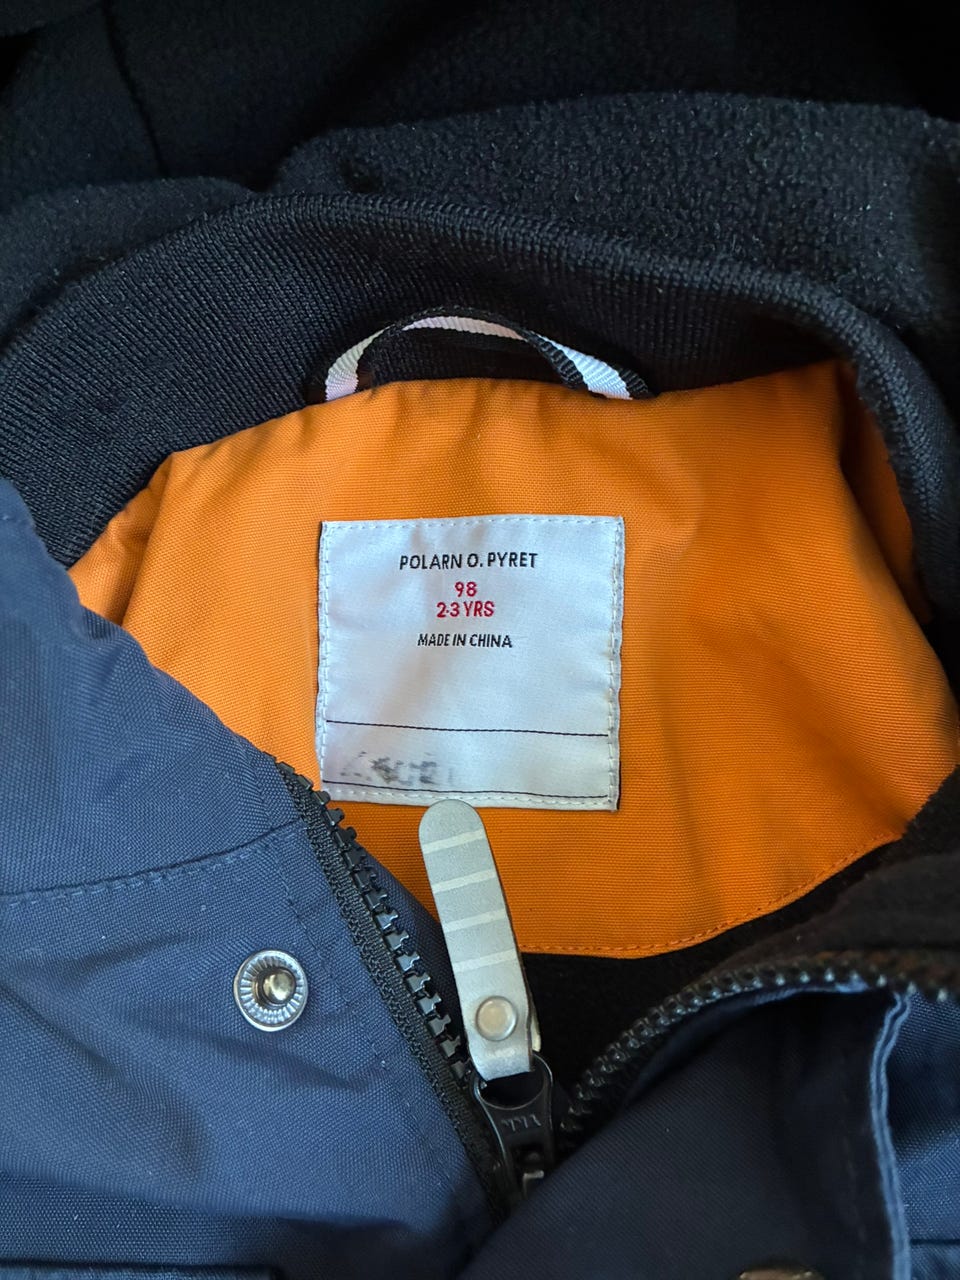 POLARN O. PYRET
98
2-3 YRS
MADE IN CHINA